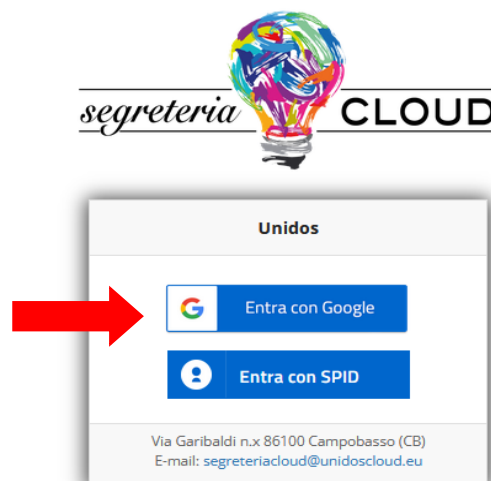 segreteria CLOUD
Unidos
Entra con Google
Entra con SPID
Via Garibaldi n.x 86100 Campobasso (CB)
E-mail: segreteriacloud@unidoscloud.eu